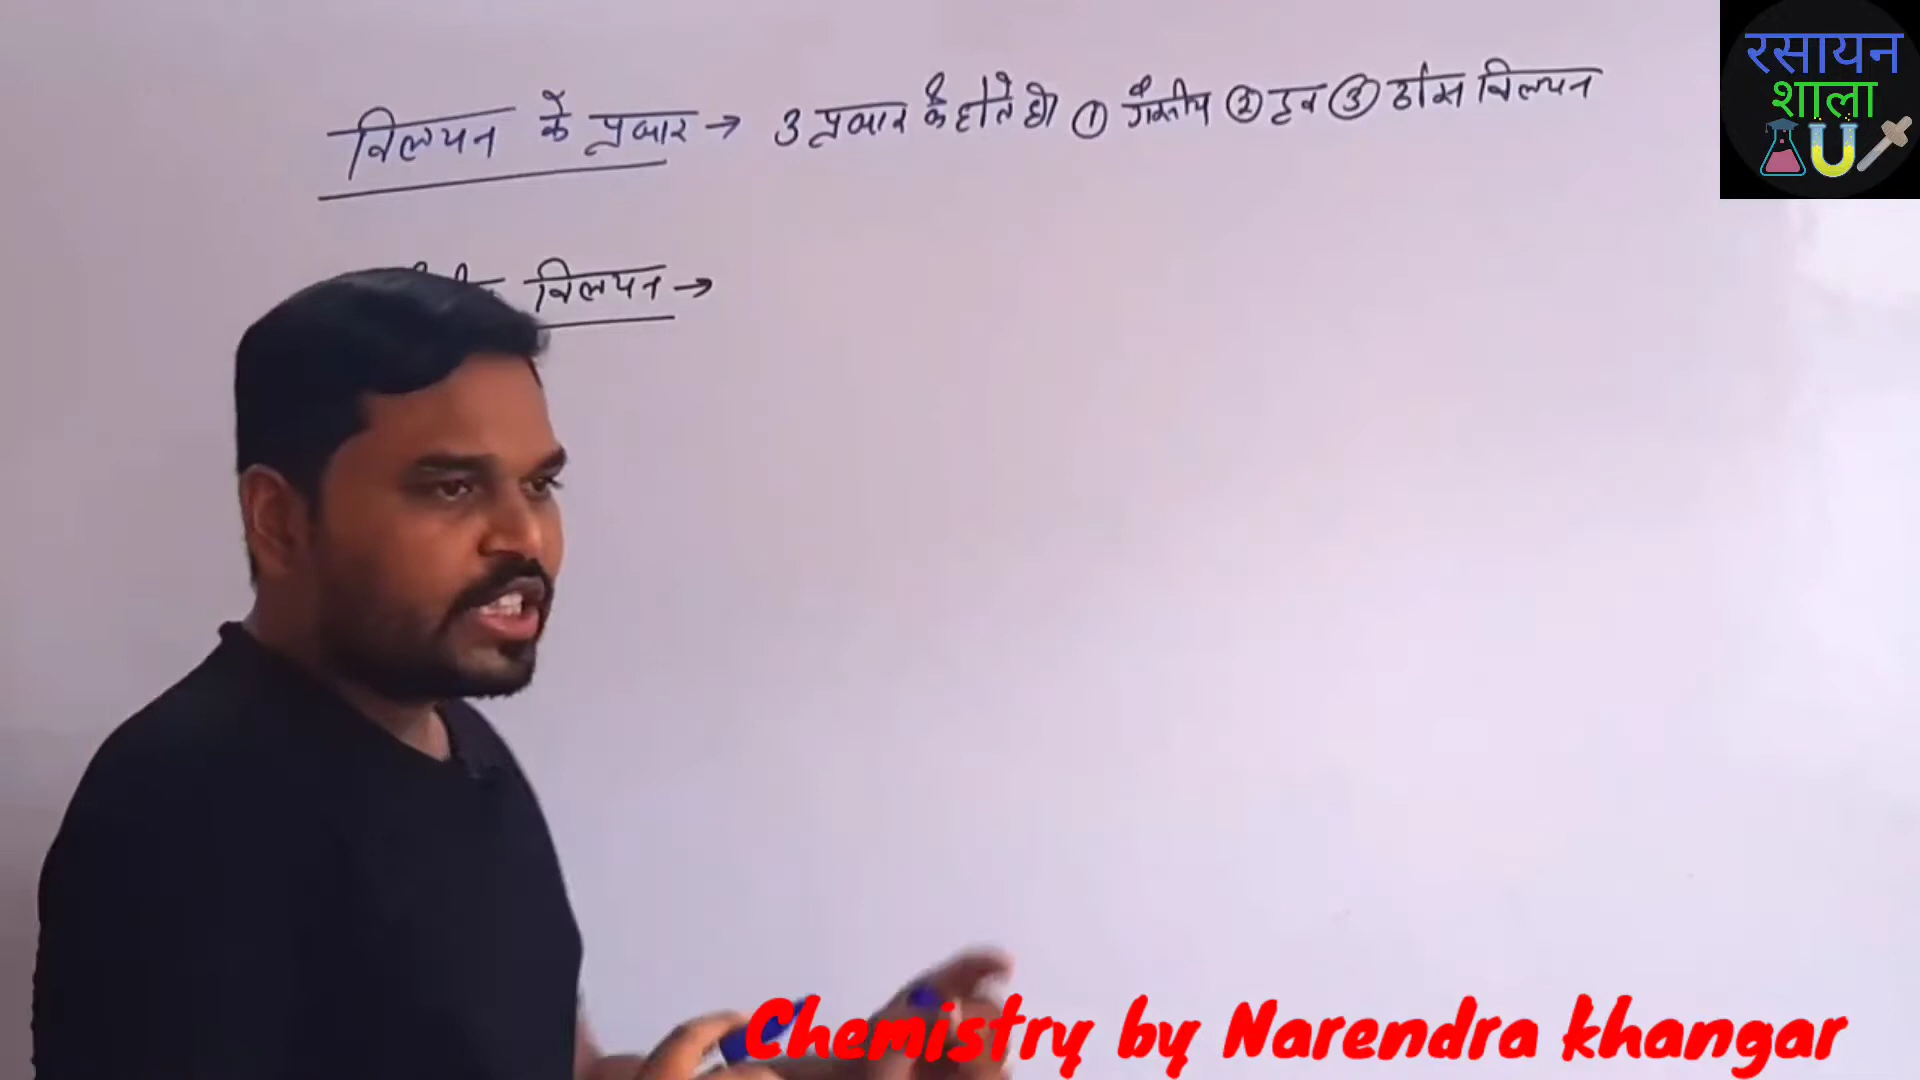 विलयन के प्रकार → 3 प्रकार के होते हैं ① गैसीय ② द्रव ③ ठोस विलयन
रसायन
शाला
विलयन →
Chemistry by Narendra khangar